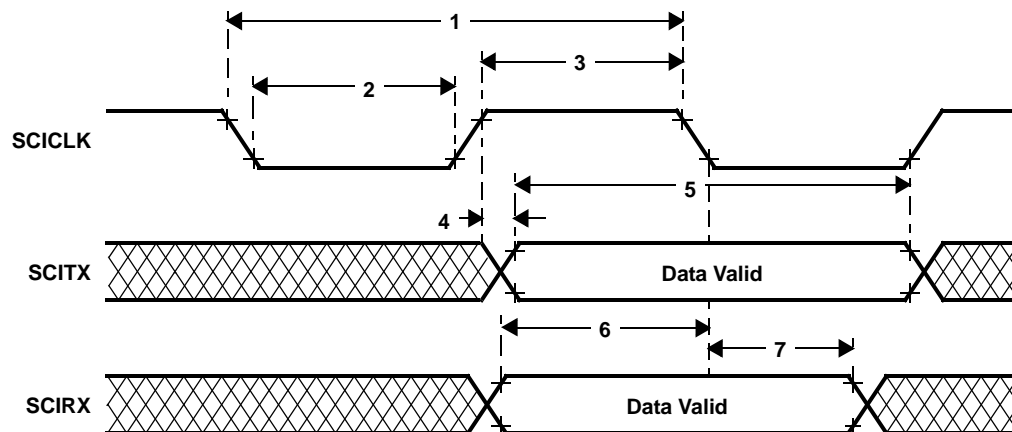 1
3
2
SCICLK
5
4
SCITX
Data Valid
6
7
SCIRX
Data Valid